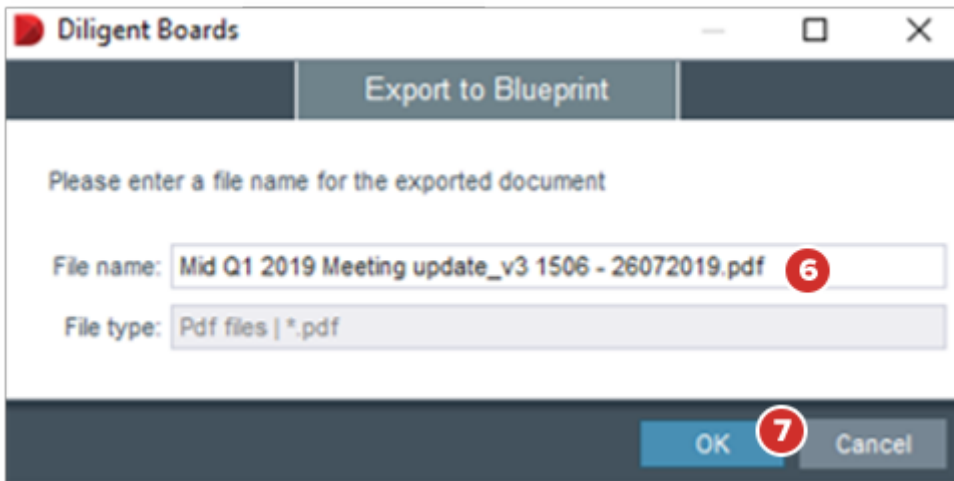 Diligent Boards
Export to Blueprint
Please enter a file name for the exported document
File name: Mid Q1 2019 Meeting update_v3 1506 - 26072019.pdf 6
File type: Pdf files | *.pdf
OK 7 Cancel